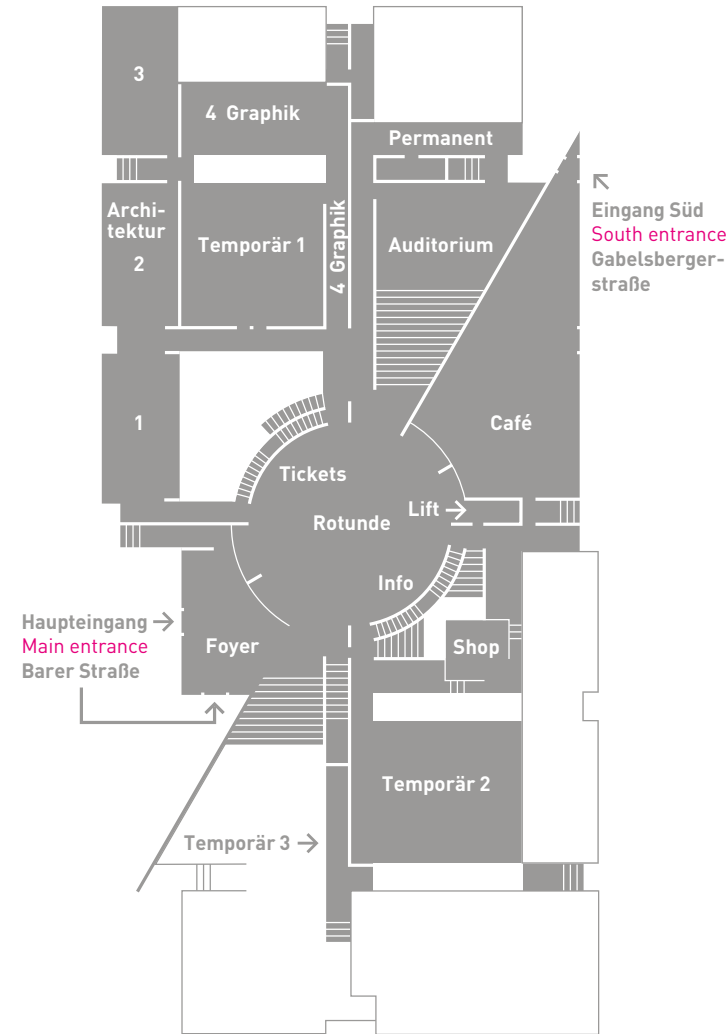 3
4 Graphik
Permanent
Eingang Süd
South entrance
Gabelsberger-
straße
Archi-
tektur
2
Temporär 1
4 Graphik
Auditorium
1
Café
Tickets
Lift
Rotunde
Info
Haupteingang
Main entrance
Barer Straße
Foyer
Shop
Temporär 2
Temporär 3